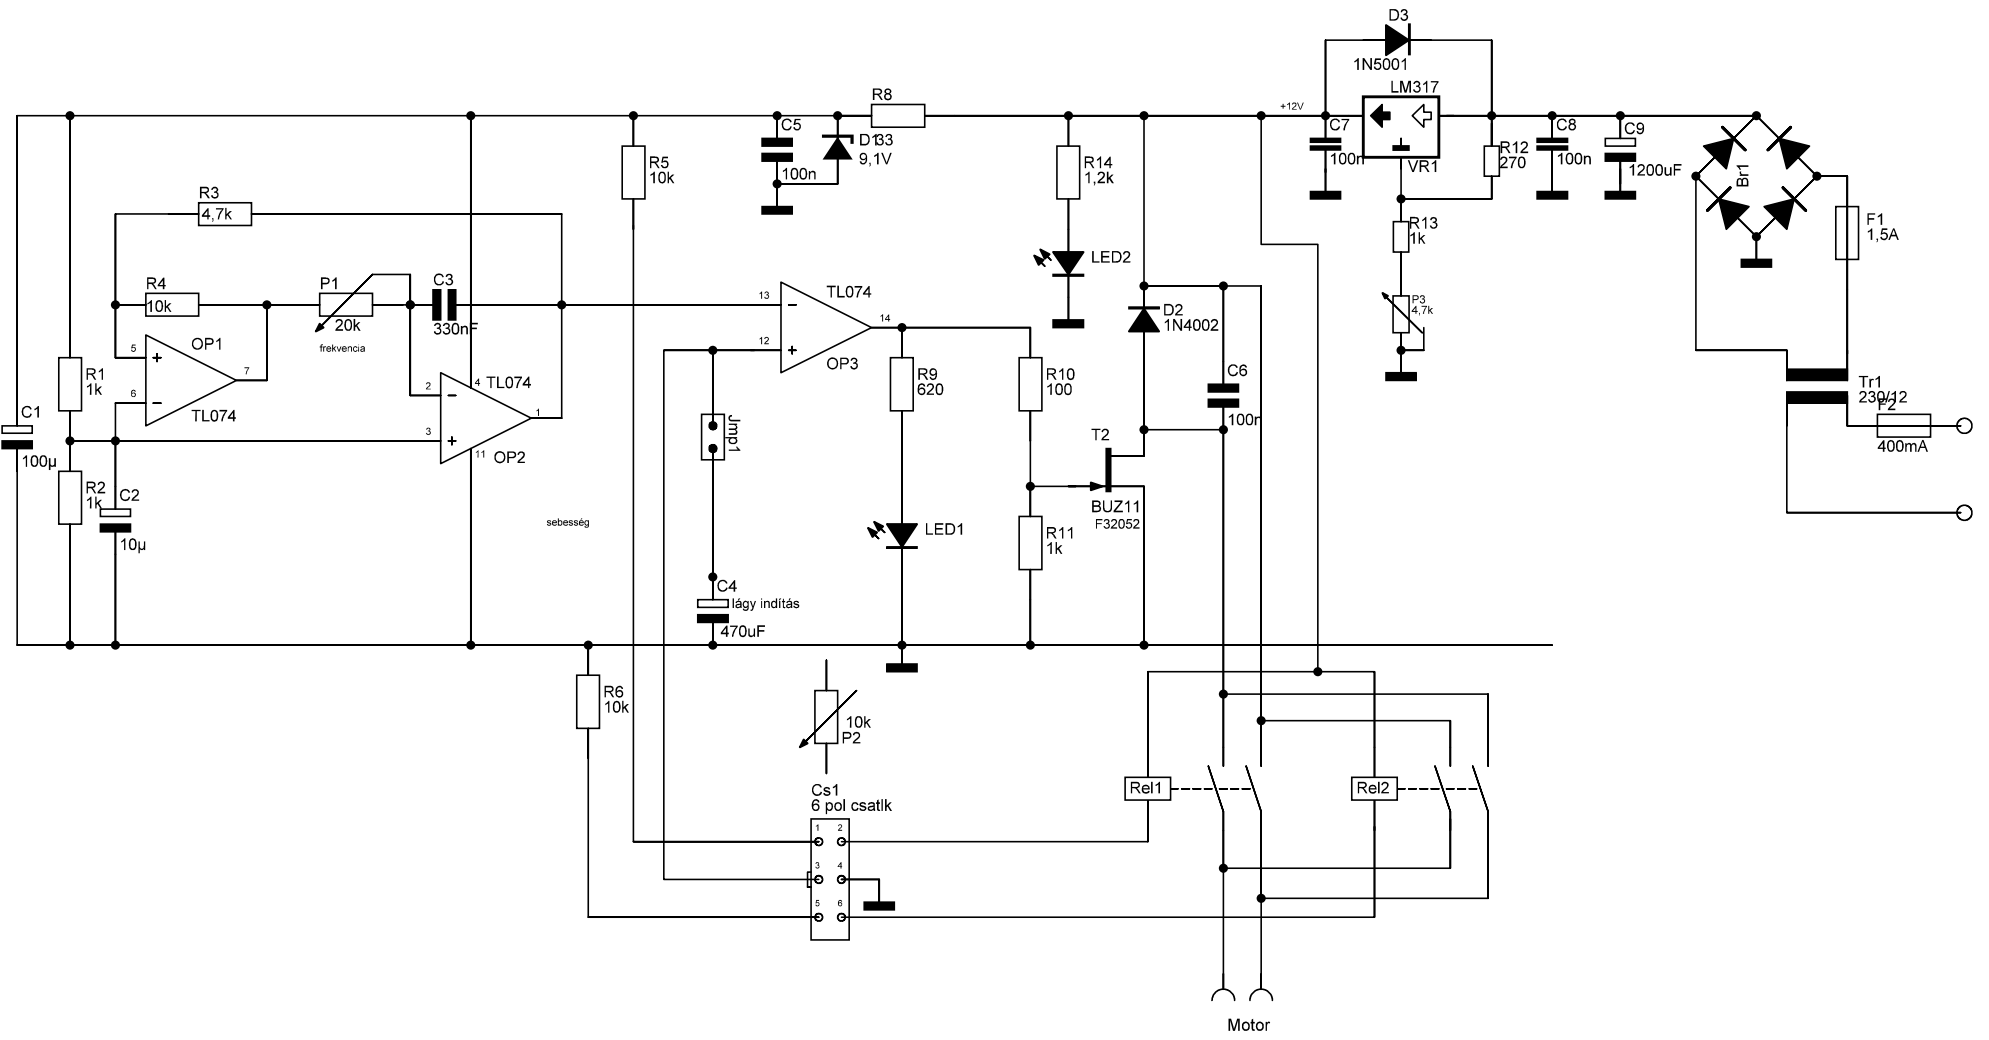 D3
1N5001
LM317
+12V
VR1
C7
100n
R12
270
C8
100n
C9
1200uF
Br1
F1
1,5A
R8
C5
100n
D133
9,1V
R5
10k
R14
1,2k
LED2
R13
1k
P3
4,7k
R3
4,7k
R4
10k
P1
20k
frekvencia
C3
330nF
OP1
5
6
7
TL074
TL074
2
3
4
11
1
OP2
13
12
14
TL074
OP3
D2
1N4002
C6
100n
Tr1
230/12
F2
400mA
R1
1k
C1
100µ
R2
1k
C2
10µ
Jmp1
R9
620
R10
100
T2
BUZ11
F32052
sebesség
LED1
R11
1k
C4
lágy indítás
470uF
R6
10k
10k
P2
Cs1
6 pol csatlk
1 2
3 4
5 6
Rel1
Rel2
Motor